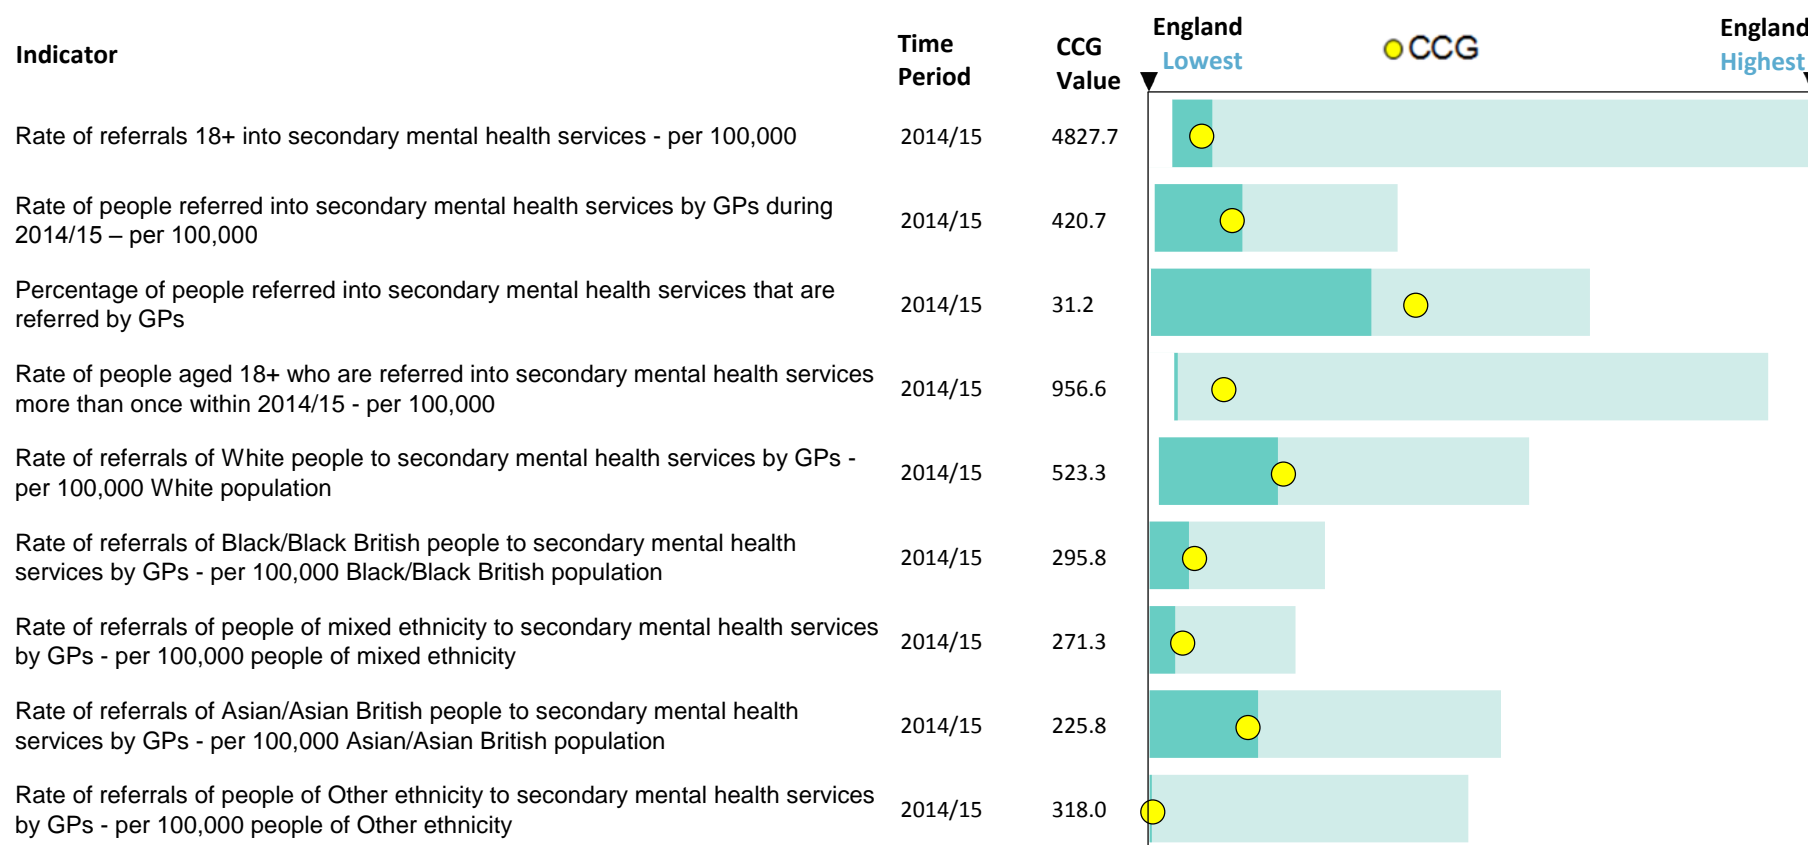 Indicator
Time
Period
CCG
Value
England
Lowest
CCG
England
Highest
Rate of referrals 18+ into secondary mental health services - per 100,000
2014/15
4827.7
Rate of people referred into secondary mental health services by GPs during
2014/15 – per 100,000
2014/15
420.7
Percentage of people referred into secondary mental health services that are
referred by GPs
2014/15
31.2
Rate of people aged 18+ who are referred into secondary mental health services
more than once within 2014/15 - per 100,000
2014/15
956.6
Rate of referrals of White people to secondary mental health services by GPs -
per 100,000 White population
2014/15
523.3
Rate of referrals of Black/Black British people to secondary mental health
services by GPs - per 100,000 Black/Black British population
2014/15
295.8
Rate of referrals of people of mixed ethnicity to secondary mental health services
by GPs - per 100,000 people of mixed ethnicity
2014/15
271.3
Rate of referrals of Asian/Asian British people to secondary mental health
services by GPs - per 100,000 Asian/Asian British population
2014/15
225.8
Rate of referrals of people of Other ethnicity to secondary mental health services
by GPs - per 100,000 people of Other ethnicity
2014/15
318.0